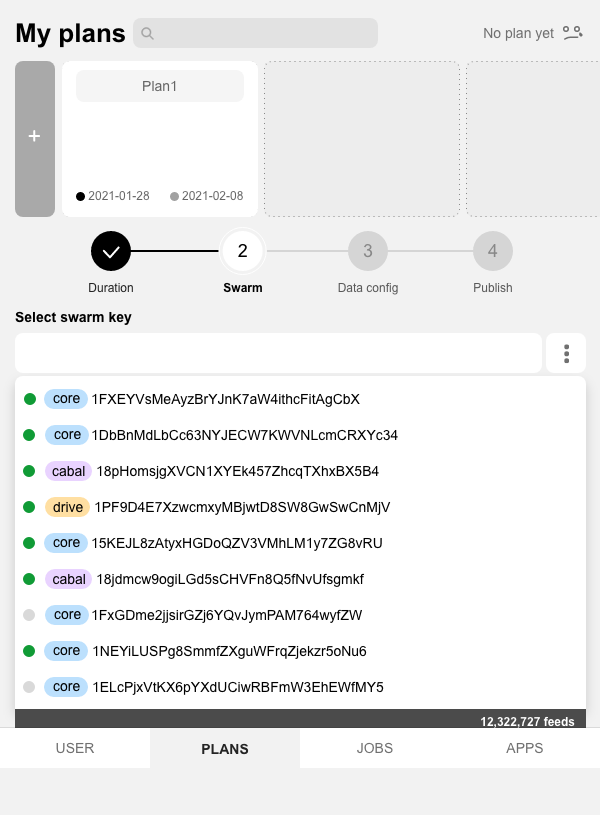 My plans
No plan yet
+
Plan1
2021-01-28 2021-02-08
2 3 4
Duration Swarm Data config Publish
Select swarm key
core 1FXEYVsMeAyzBrYJnK7aW4ithcFitAgCbX
core 1DbBnMdLbCc63NYJECW7KWVNLcmCRXYc34
cabal 18pHomsjgXVCN1XYEk457ZhcqTXhxBX5B4
drive 1PF9D4E7XzwcmxyMBjwtD8SW8GwSwCnMjV
core 15KEJL8zAtyxHGDoQZV3VMhLM1y7ZG8vRU
cabal 18jdmcw9ogiLGd5sCHVFn8Q5fNvUfsgmkf
core 1FxGDme2jjsirGZj6YQvJymPAM764wyfZW
core 1NEYiLUSPg8SmmfZXguWFrqZjekzr5oNu6
core 1ELcPjxVtKX6pYXdUCiwRBFmW3EhEWfMY5
12,322,727 feeds
USER PLANS JOBS APPS